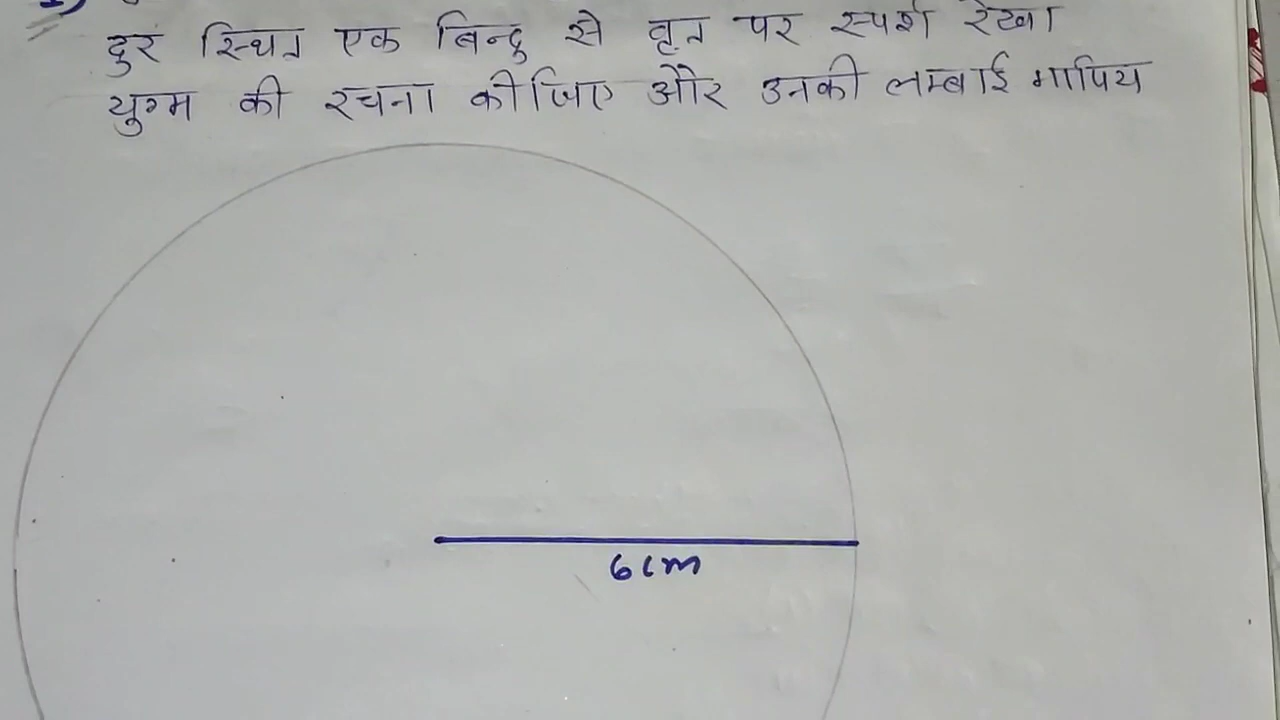 दुर स्थित एक बिन्दु से वृत पर स्पर्श रेखा
युग्म की रचना कीजिए और उनकी लम्बाई मापिय
6cm